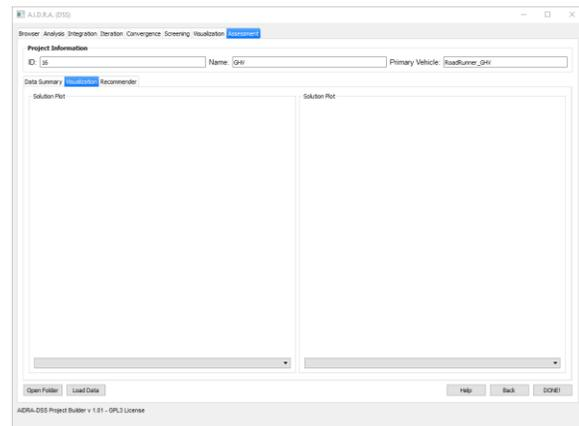 A.I.D.R.A. (DSS)
Browser Analysis Integration Iteration Convergence Screening Visualization Assessment
Project Information
ID: 16 Name: GHV Primary Vehicle: RoadRunner_GHV
Data Summary Visualization Recommender
Solution Plot Solution Plot
Open Folder Load Data Help Back DONE!
AIDRA-DSS Project Builder v 1.01 - GPL3 License